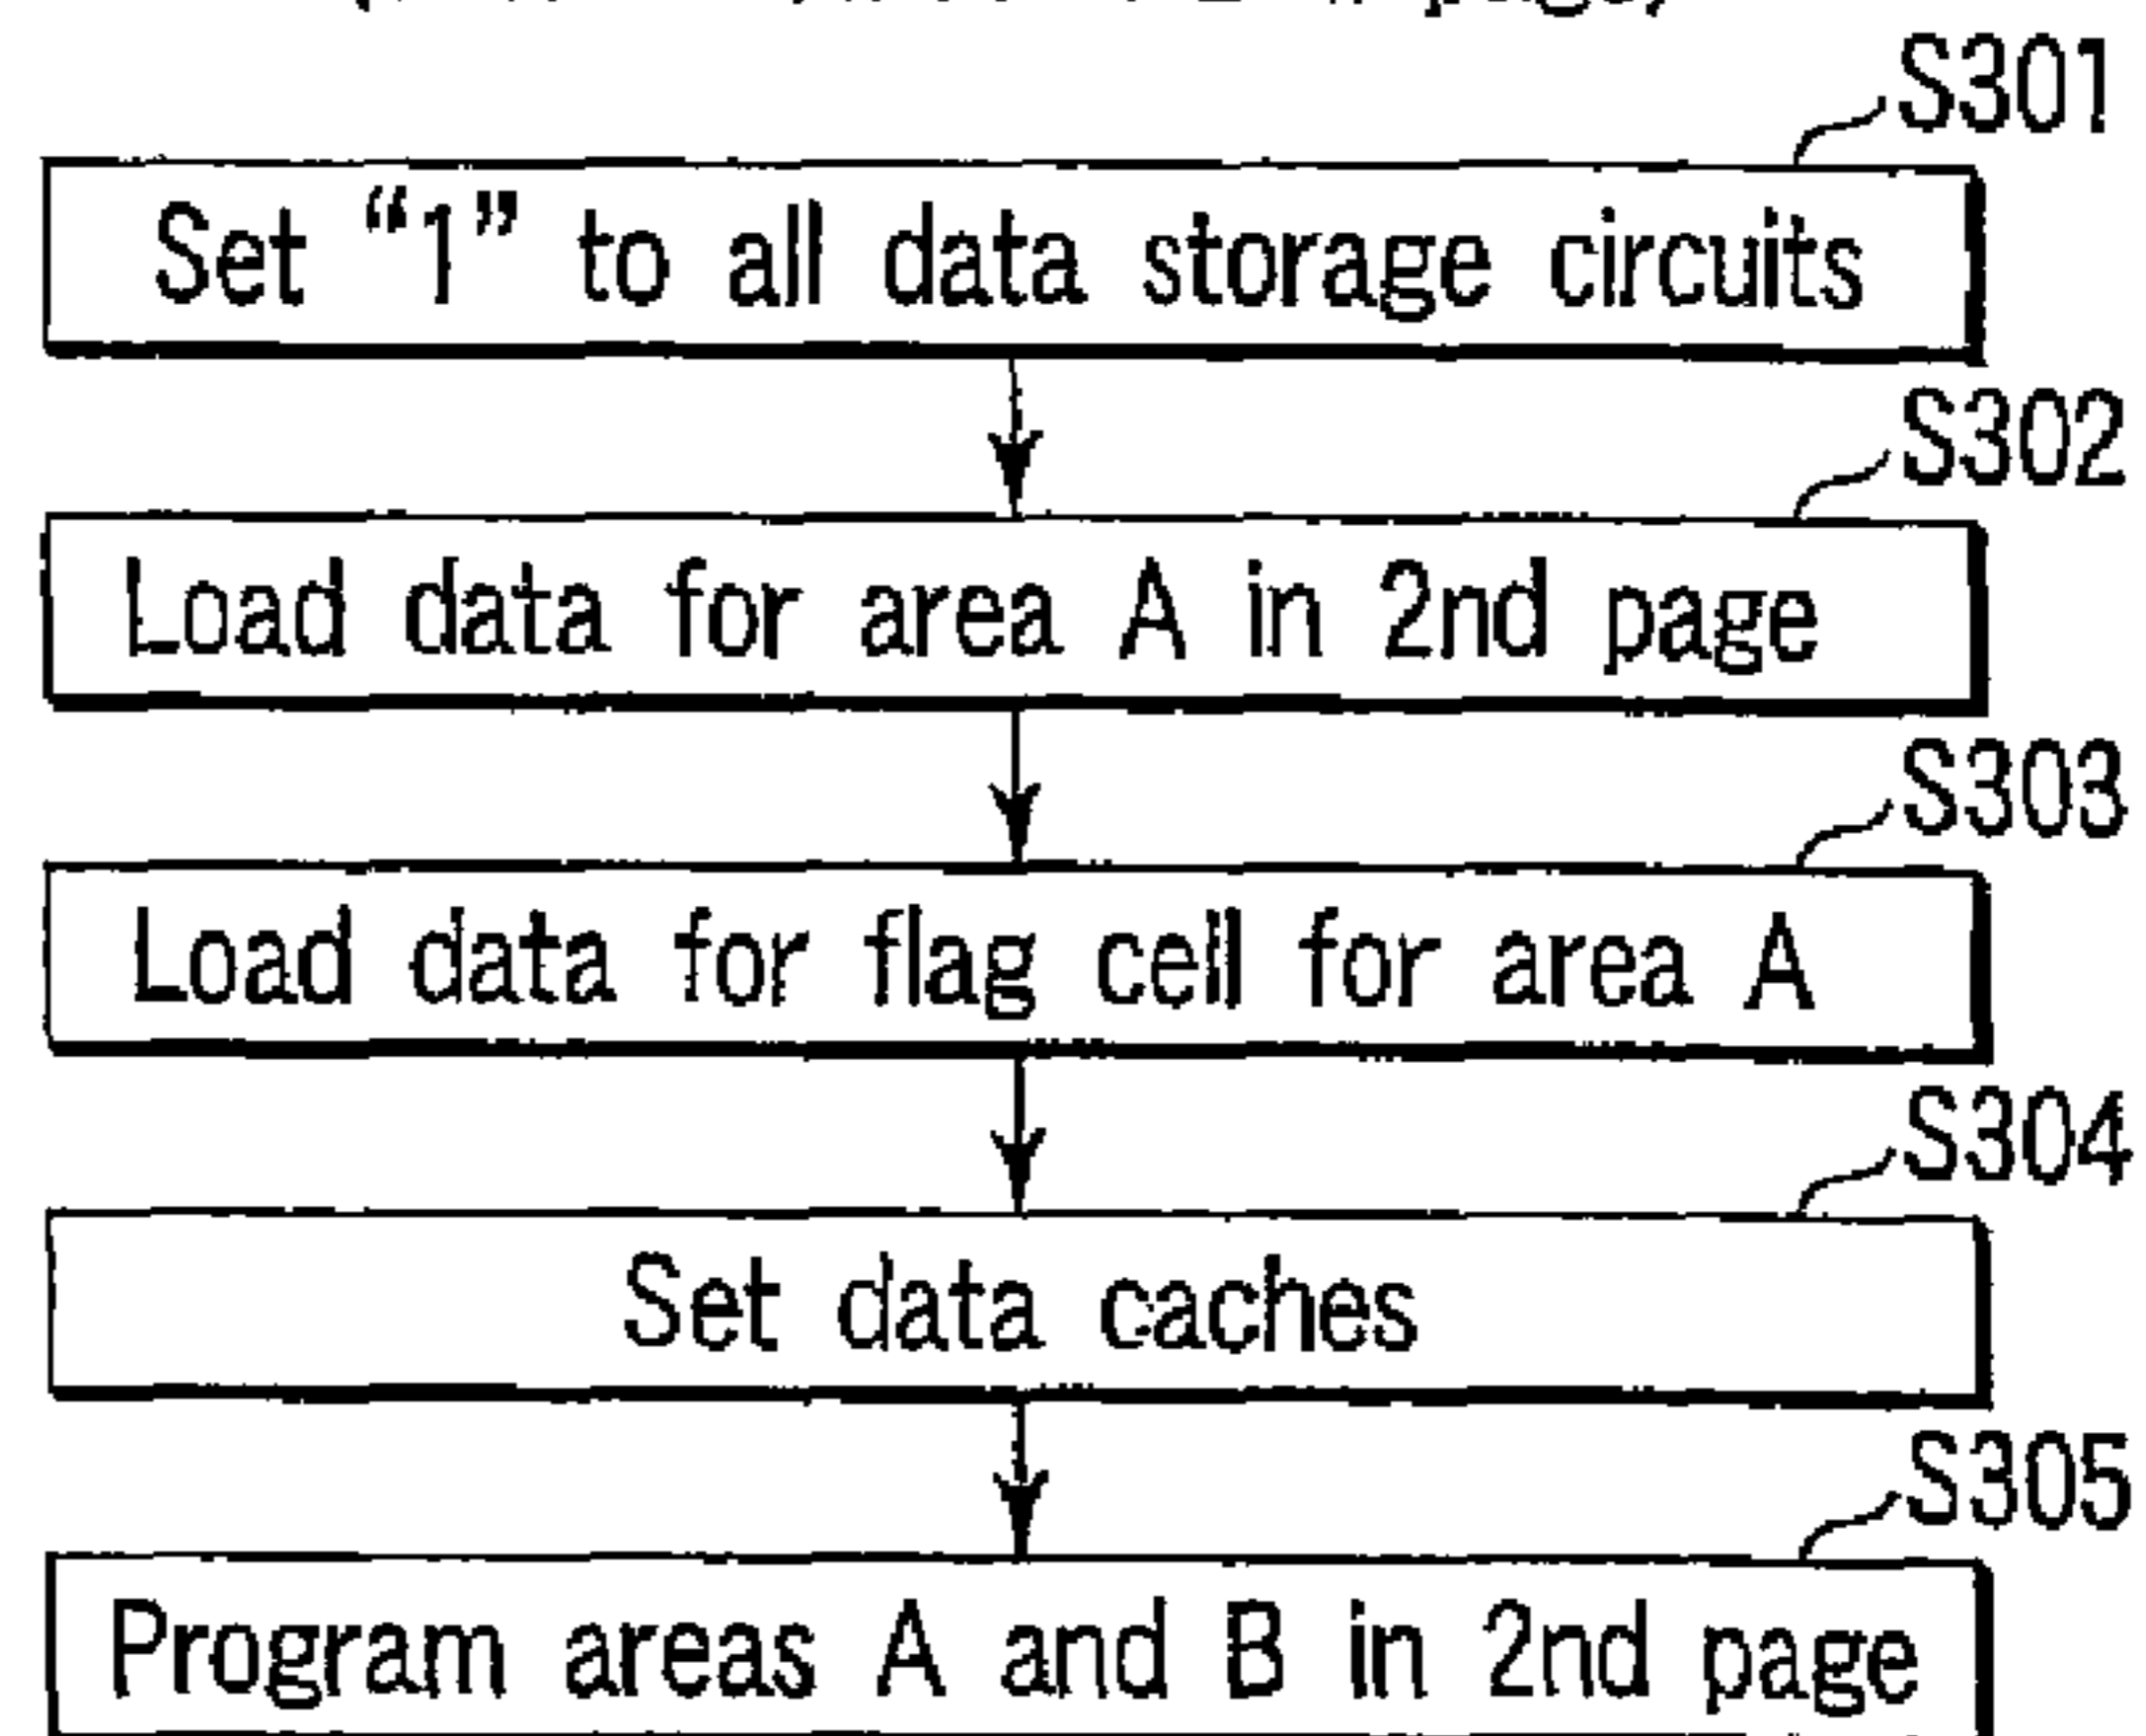 S301
Set “1” to all data storage circuits
S302
Load data for area A in 2nd page
S303
Load data for flag cell for area A
S304
Set data caches
S305
Program areas A and B in 2nd page